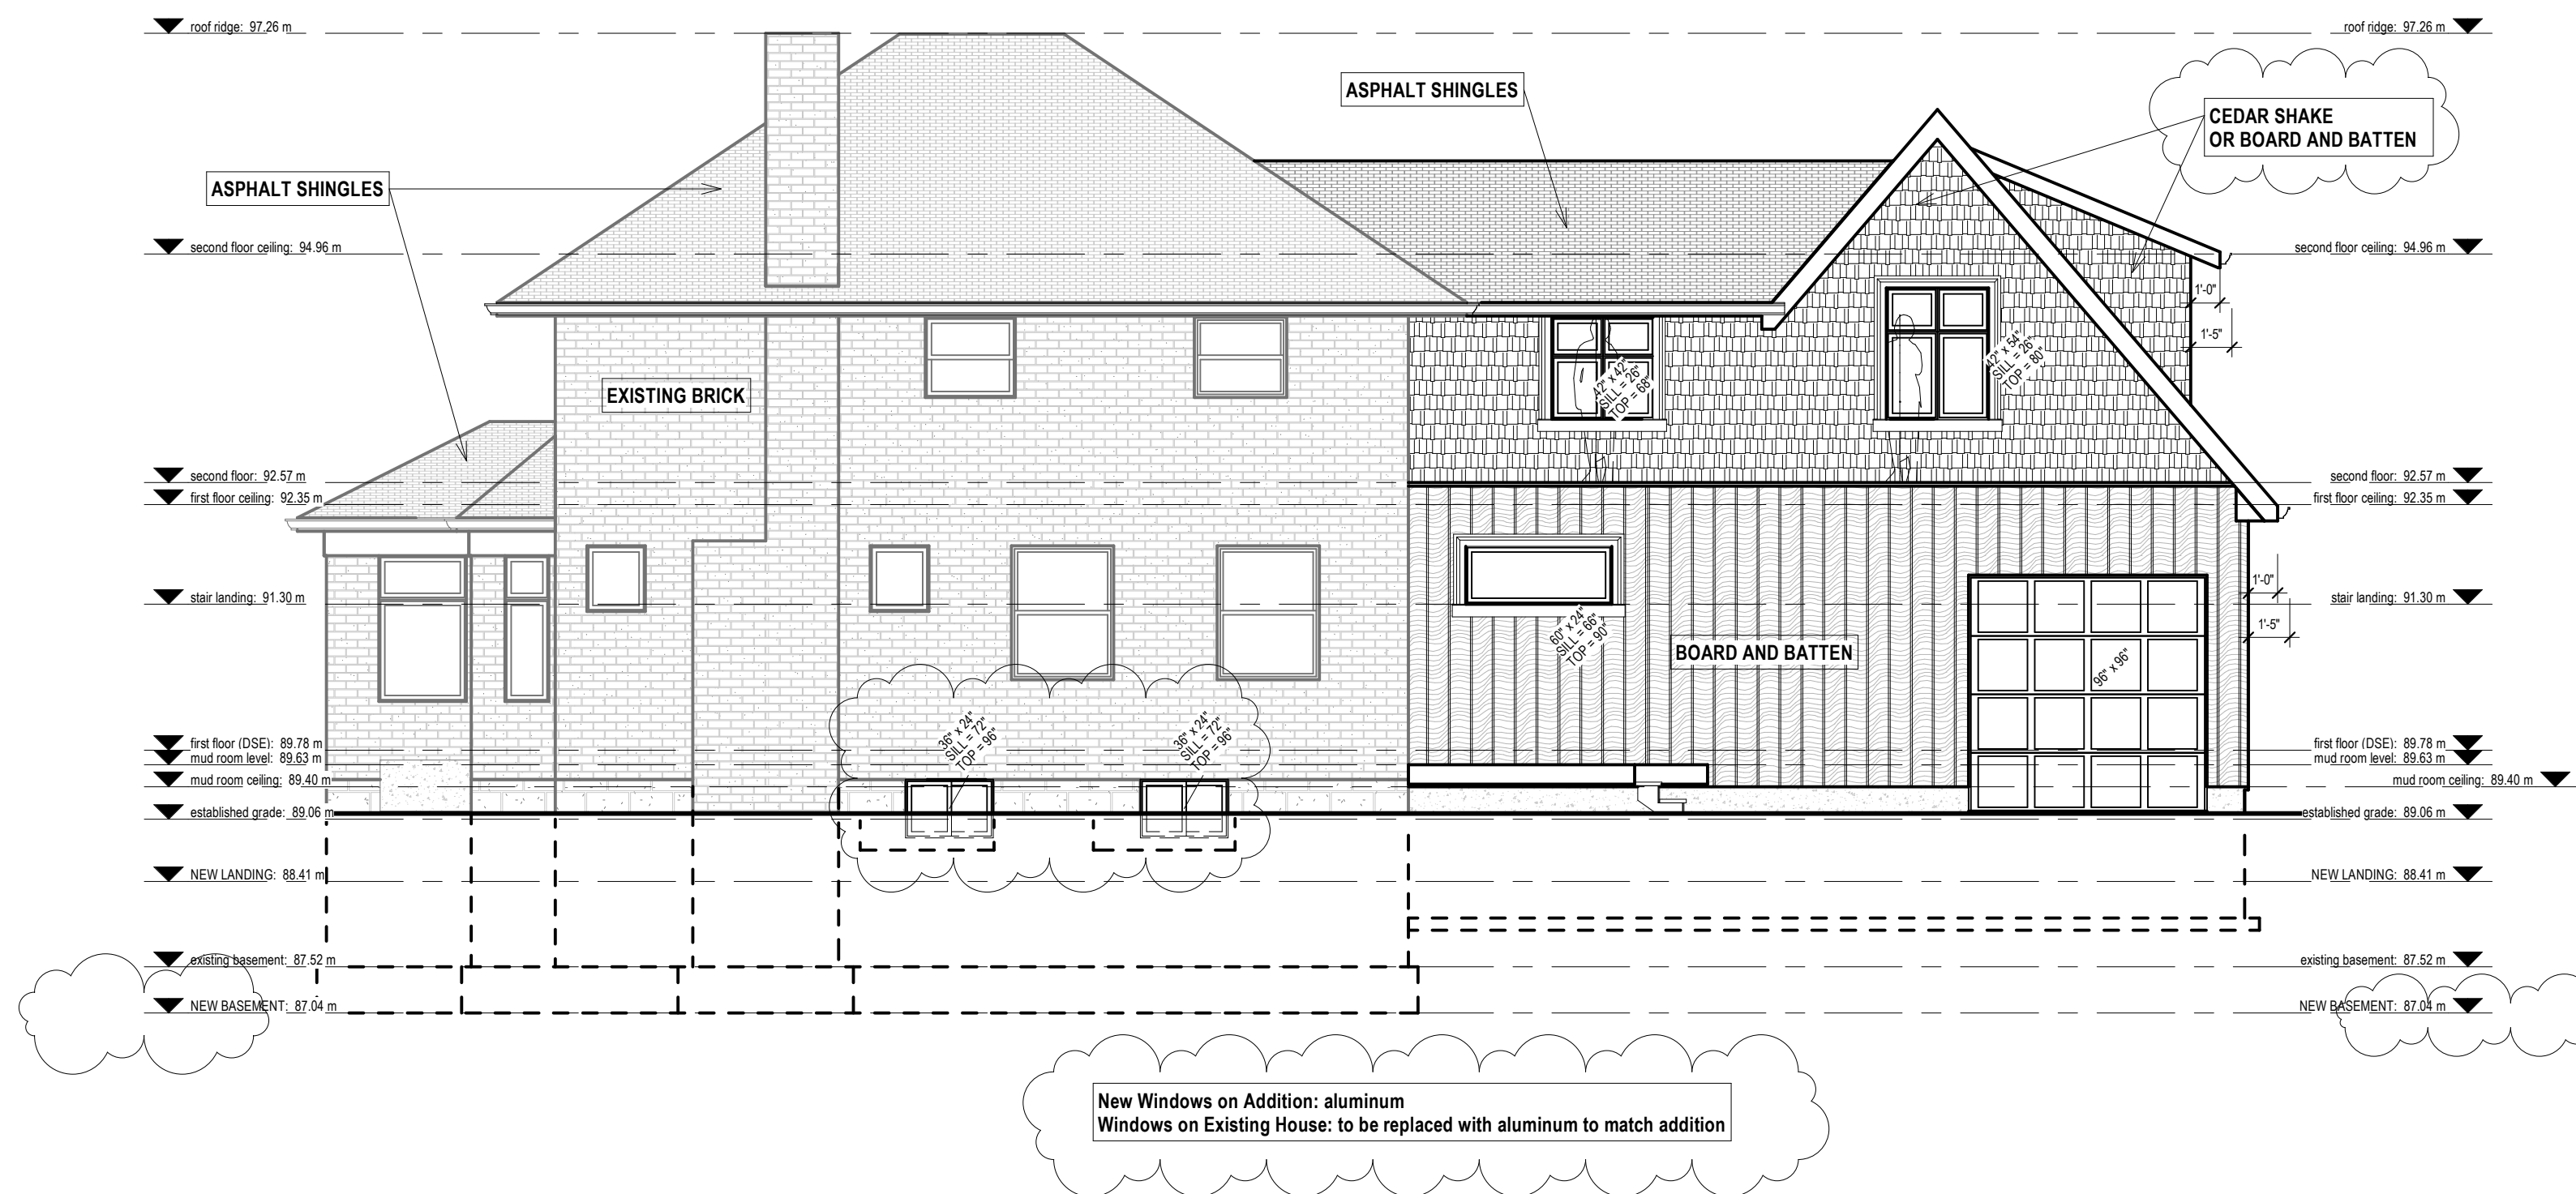 roof ridge: 97.26 m
roof ridge: 97.26 m
ASPHALT SHINGLES
CEDAR SHAKE
OR BOARD AND BATTEN
ASPHALT SHINGLES
second floor ceiling: 94.96 m
second floor ceiling: 94.96 m
1'-0"
1'-5"
42" x 42"
SILL = 26"
TOP = 68"
42" x 54"
SILL = 26"
TOP = 80"
EXISTING BRICK
second floor: 92.57 m
second floor: 92.57 m
first floor ceiling: 92.35 m
first floor ceiling: 92.35 m
1'-0"
stair landing: 91.30 m
stair landing: 91.30 m
1'-5"
60" x 24"
SILL = 66"
TOP = 90"
BOARD AND BATTEN
96" x 96"
36" x 24"
SILL = 72"
TOP = 96"
36" x 24"
SILL = 72"
TOP = 96"
first floor (DSE): 89.78 m
first floor (DSE): 89.78 m
mud room level: 89.63 m
mud room level: 89.63 m
mud room ceiling: 89.40 m
mud room ceiling: 89.40 m
established grade: 89.06 m
established grade: 89.06 m
NEW LANDING: 88.41 m
NEW LANDING: 88.41 m
existing basement: 87.52 m
existing basement: 87.52 m
NEW BASEMENT: 87.04 m
NEW BASEMENT: 87.04 m
New Windows on Addition: aluminum
Windows on Existing House: to be replaced with aluminum to match addition